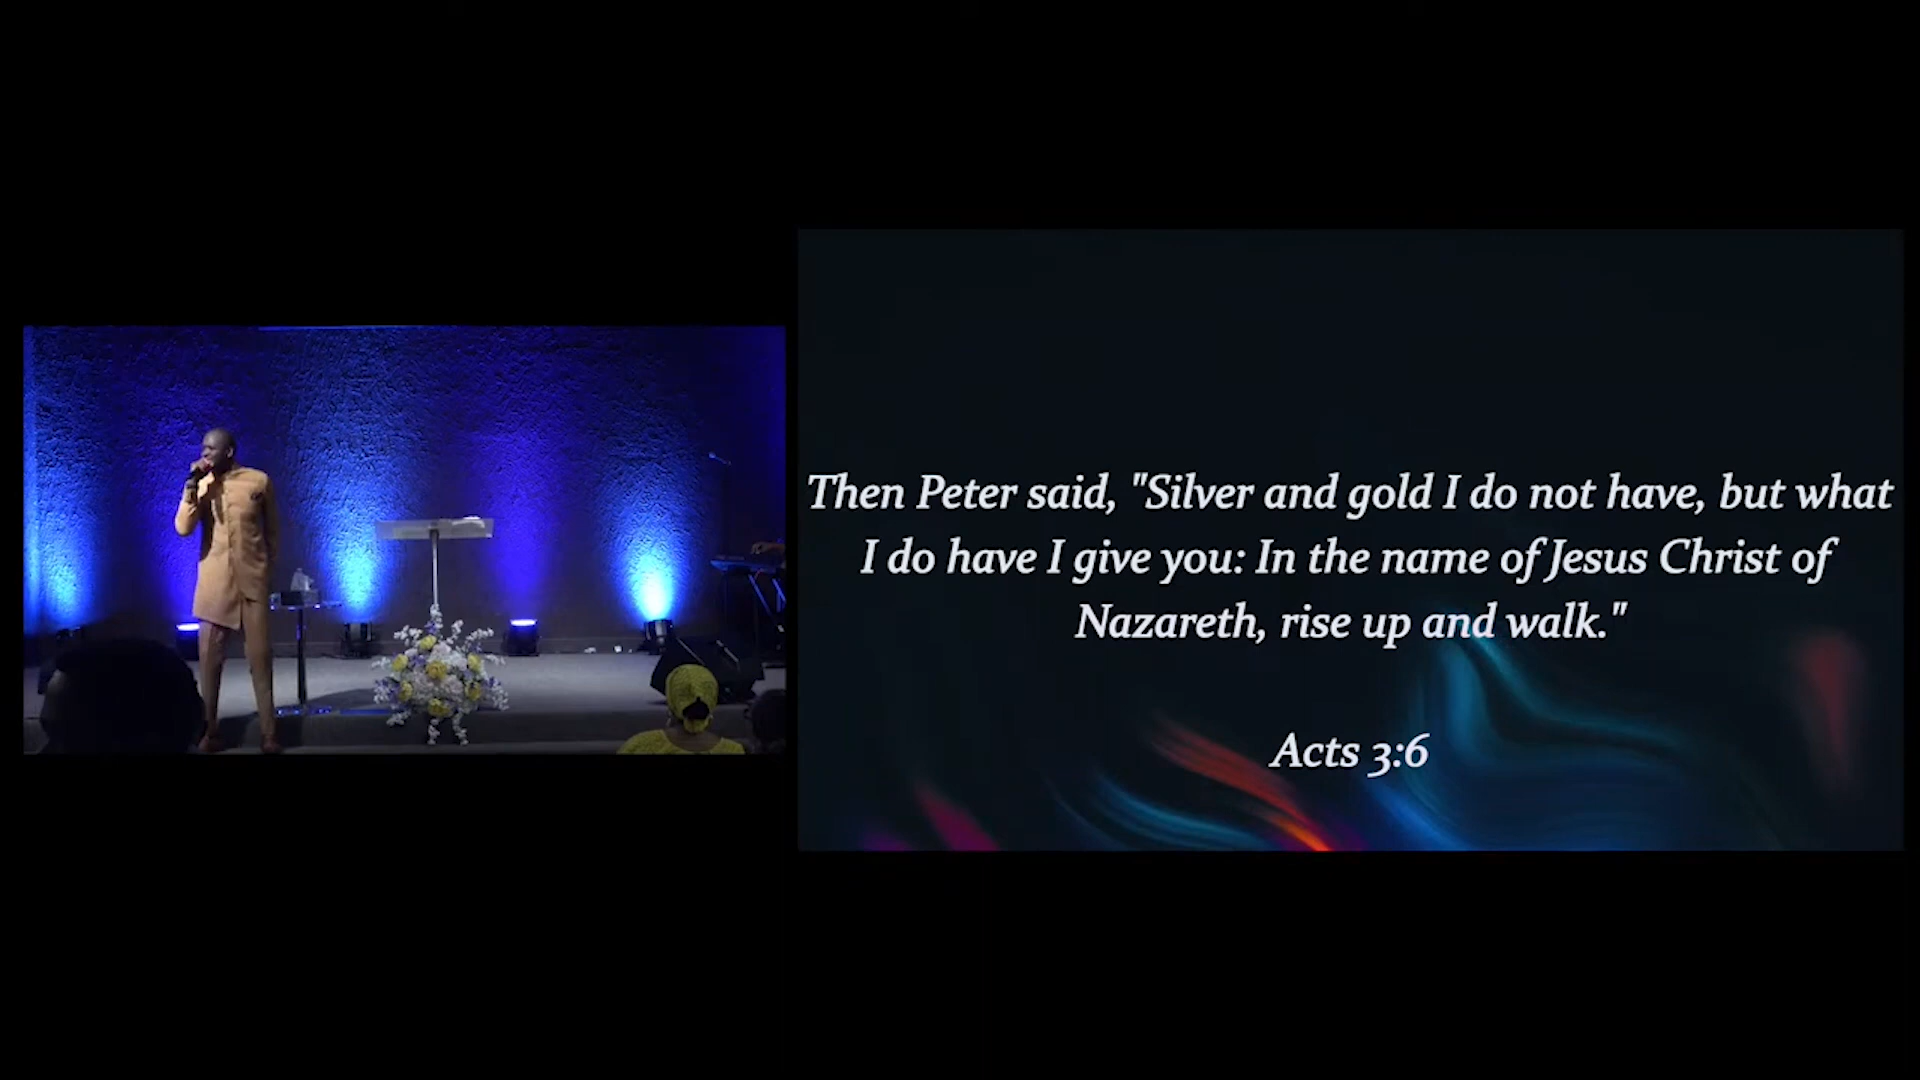 Then Peter said, "Silver and gold I do not have, but what
I do have I give you: In the name of Jesus Christ of
Nazareth, rise up and walk."
Acts 3:6